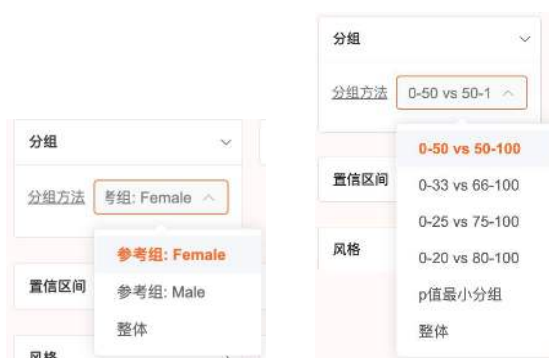 分组
分组方法
考组: Female
参考组: Female
参考组: Male
整体
置信区间
风格
分组
分组方法
0-50 vs 50-1
0-50 vs 50-100
0-33 vs 66-100
0-25 vs 75-100
0-20 vs 80-100
p值最小分组
整体
置信区间
风格